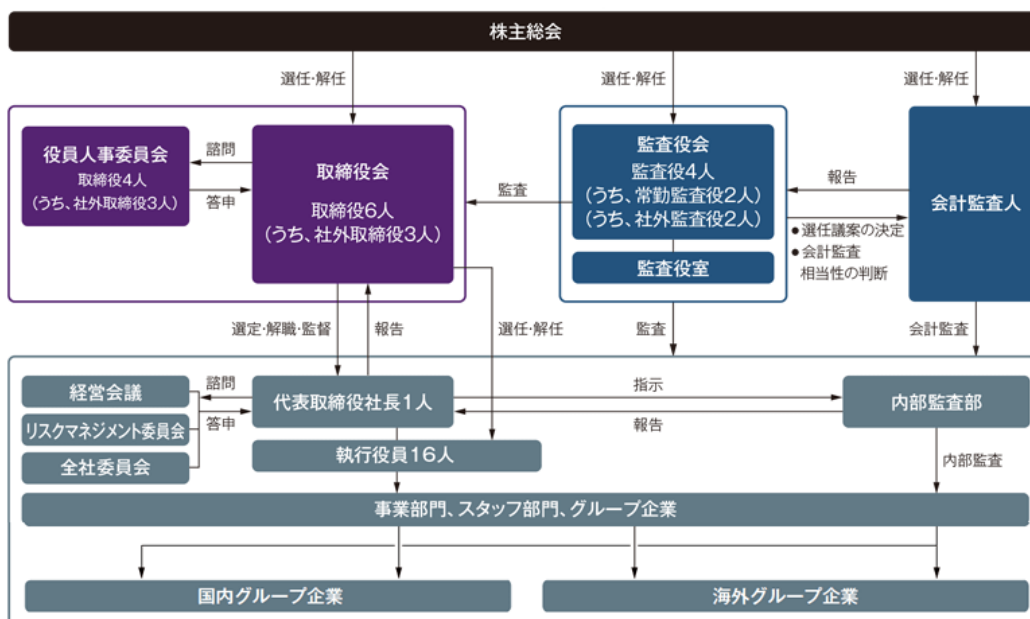 株主総会
選任・解任
選任・解任
選任・解任
役員人事委員会
取締役4人
(うち、社外取締役3人)
諮問
答申
取締役会
取締役6人
(うち、社外取締役3人)
監査
監査役会
監査役4人
(うち、常勤監査役2人)
(うち、社外監査役2人)
監査役室
報告
●選任議案の決定
●会計監査
相当性の判断
会計監査人
選定・解職・監督
報告
選任・解任
監査
会計監査
経営会議
リスクマネジメント委員会
全社委員会
諮問
答申
代表取締役社長1人
執行役員16人
指示
報告
内部監査部
内部監査
事業部門、スタッフ部門、グループ企業
国内グループ企業
海外グループ企業